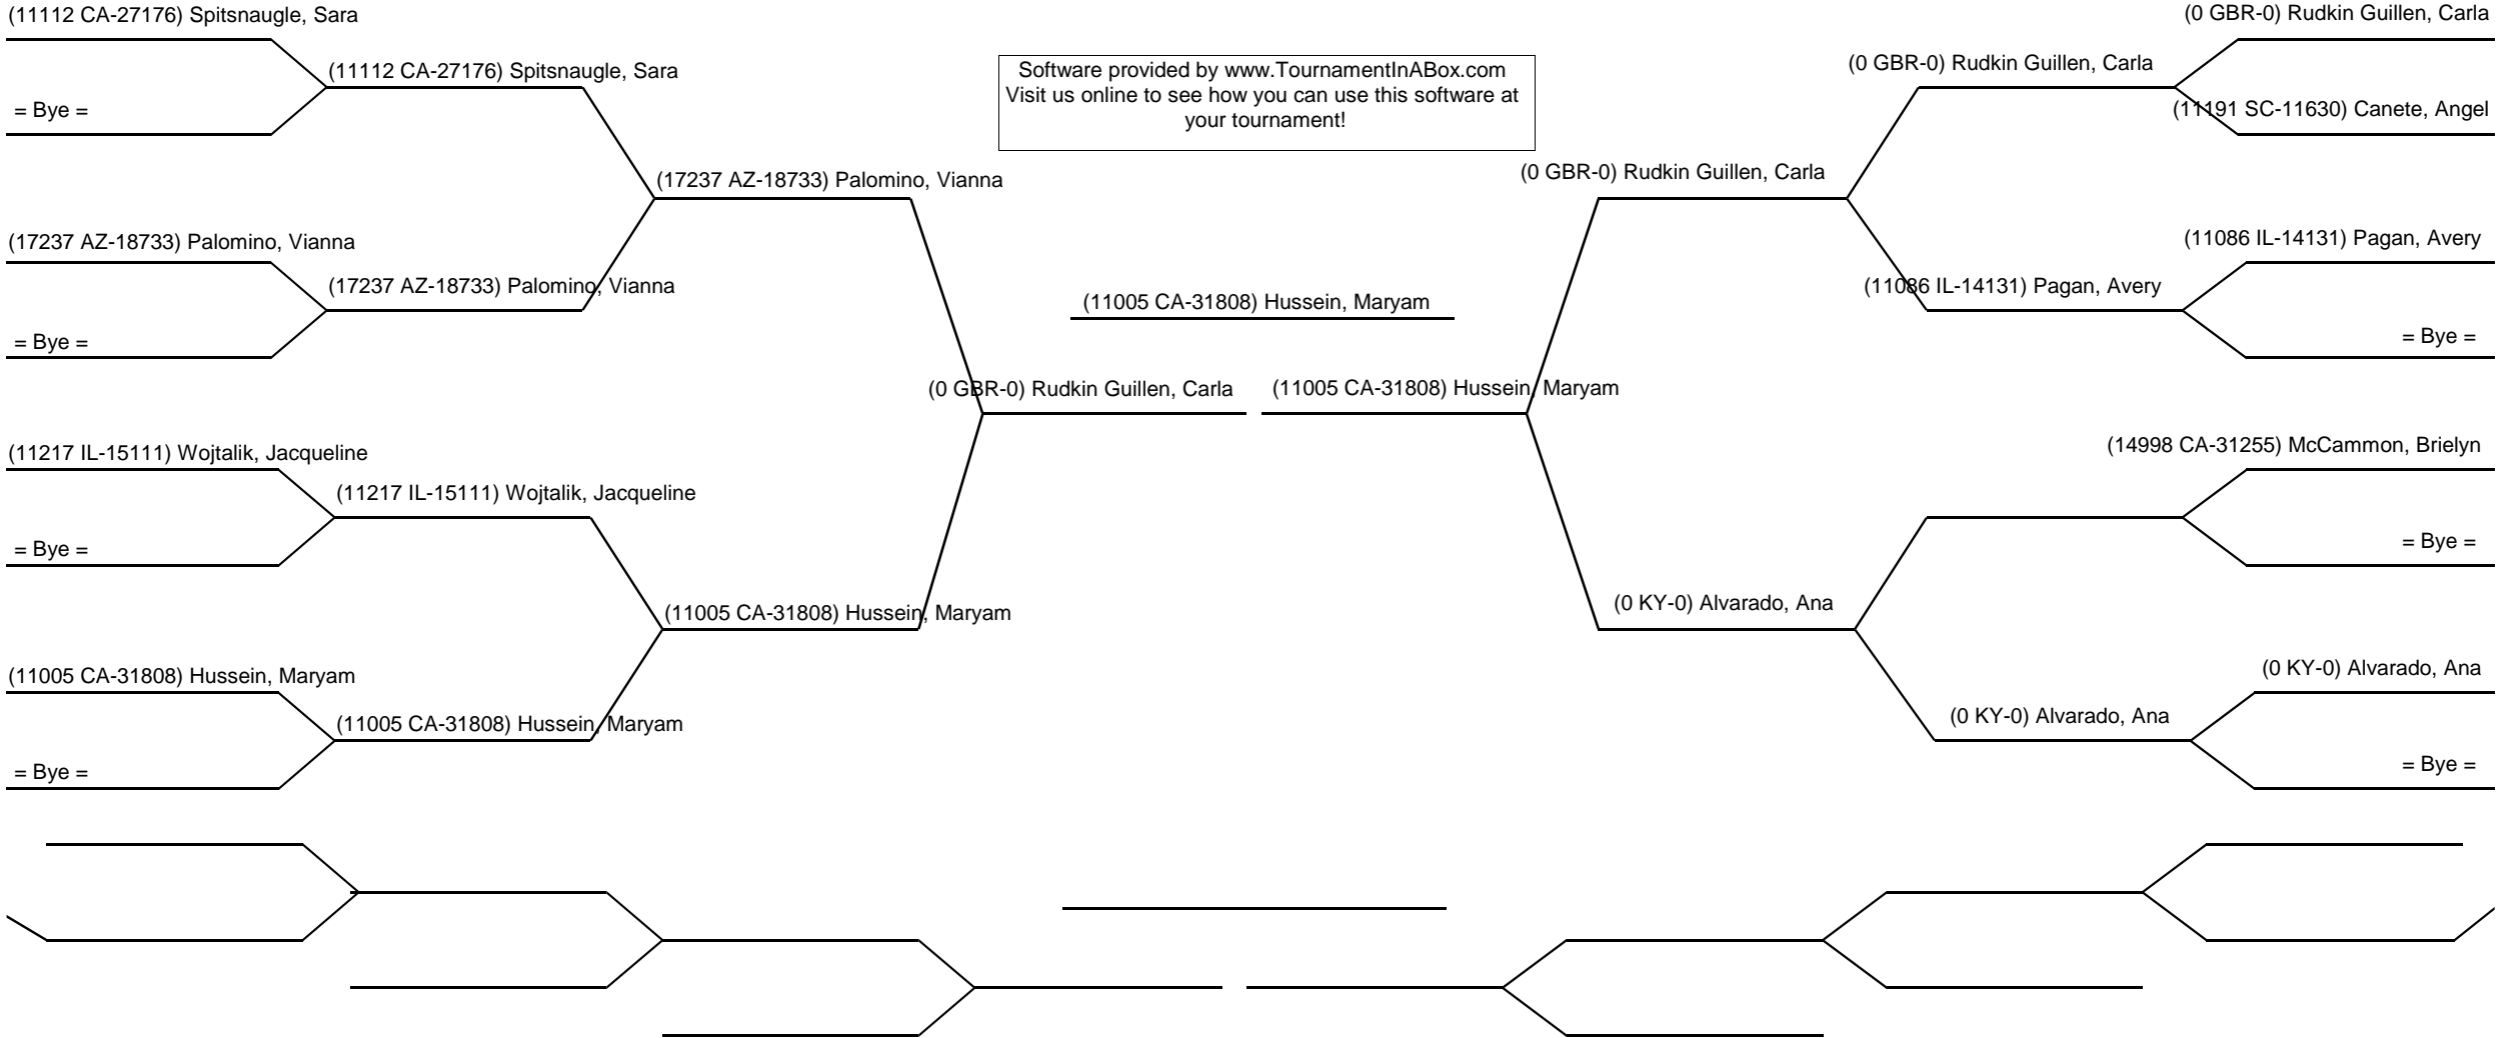 (11112 CA-27176) Spitsnaugle, Sara
= Bye =
(17237 AZ-18733) Palomino, Vianna
= Bye =
(11217 IL-15111) Wojtalik, Jacqueline
= Bye =
(11005 CA-31808) Hussein, Maryam
= Bye =
(11112 CA-27176) Spitsnaugle, Sara
(17237 AZ-18733) Palomino, Vianna
(11217 IL-15111) Wojtalik, Jacqueline
(11005 CA-31808) Hussein, Maryam
(17237 AZ-18733) Palomino, Vianna
(11005 CA-31808) Hussein, Maryam
Software provided by www.TournamentInABox.com
Visit us online to see how you can use this software at
your tournament!
(11005 CA-31808) Hussein, Maryam
(0 GBR-0) Rudkin Guillen, Carla
(11005 CA-31808) Hussein, Maryam
(0 GBR-0) Rudkin Guillen, Carla
(0 KY-0) Alvarado, Ana
(0 GBR-0) Rudkin Guillen, Carla
(11086 IL-14131) Pagan, Avery
(0 KY-0) Alvarado, Ana
(0 GBR-0) Rudkin Guillen, Carla
(11191 SC-11630) Canete, Angel
(11086 IL-14131) Pagan, Avery
= Bye =
(14998 CA-31255) McCammon, Brielyn
= Bye =
(0 KY-0) Alvarado, Ana
= Bye =